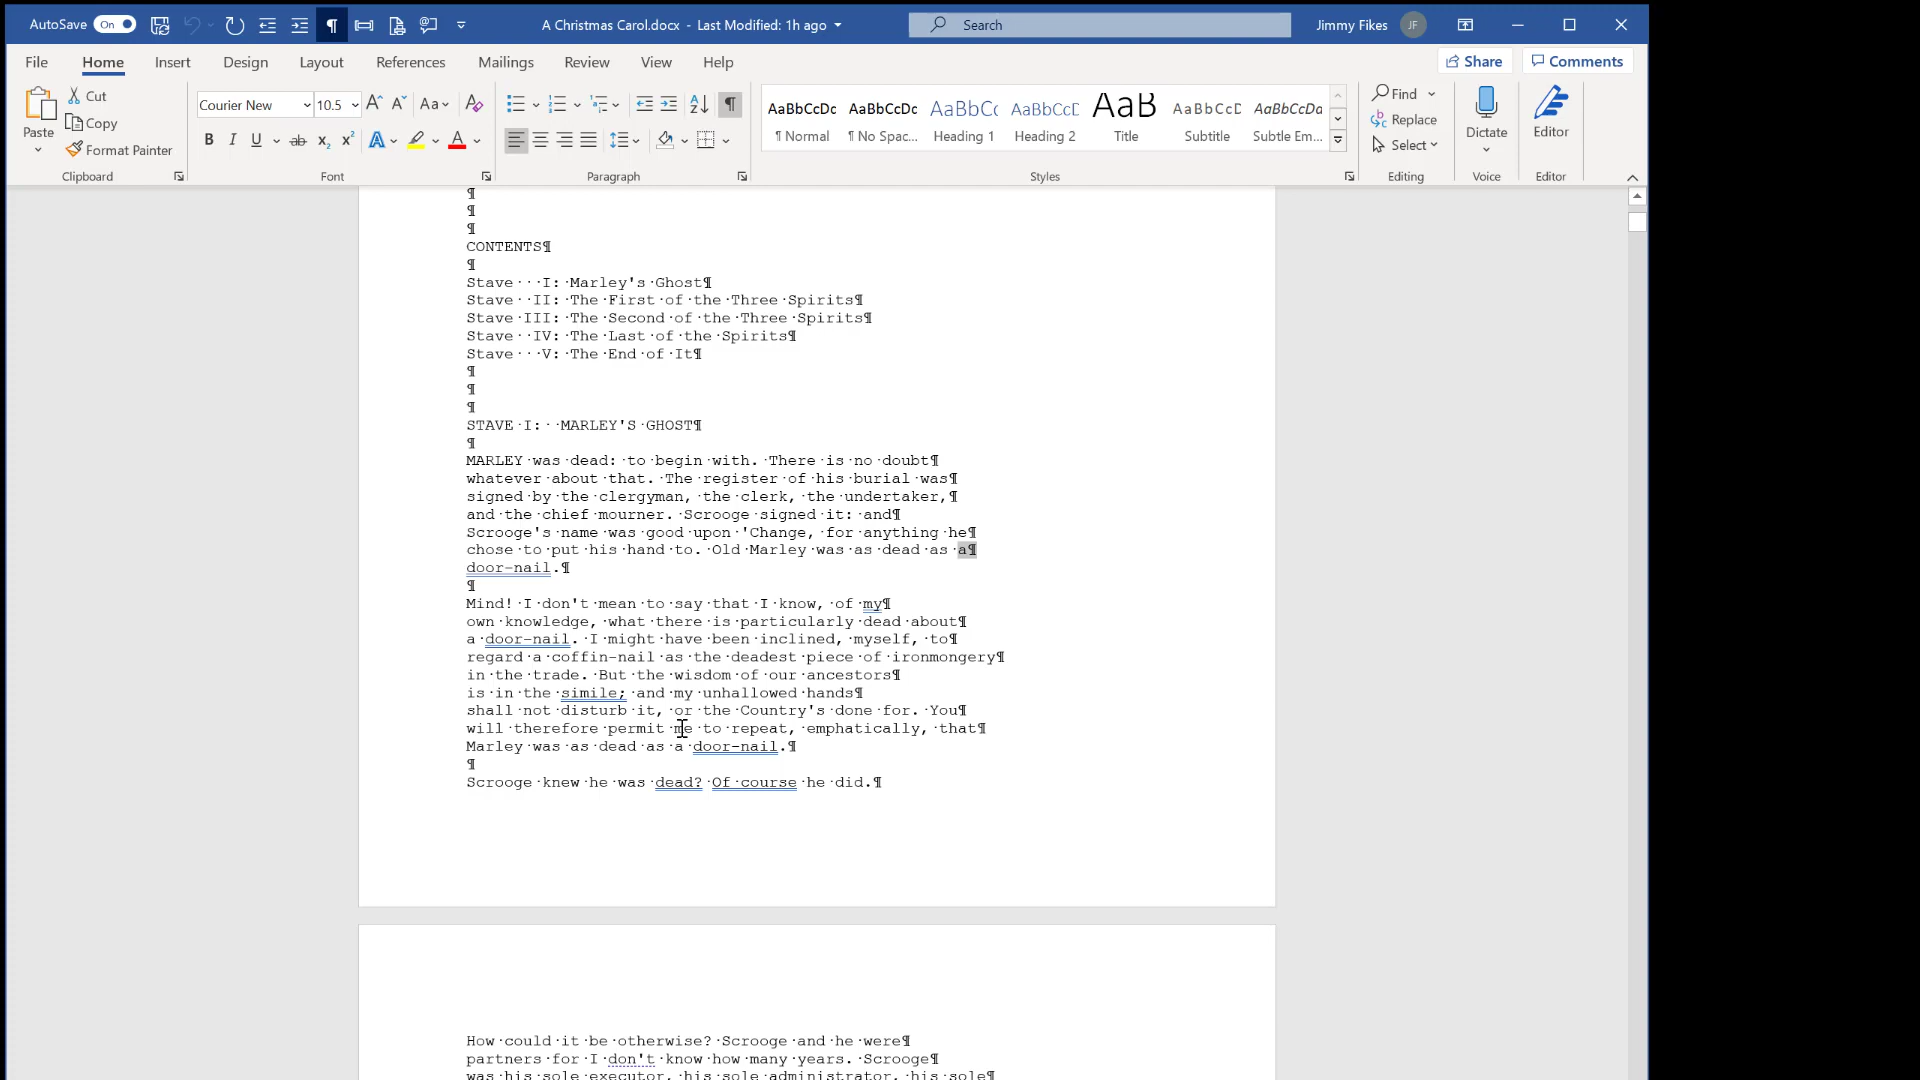 AutoSave On A Christmas Carol.docx - Last Modified: 1h ago Search Jimmy Fikes JF
File Home Insert Design Layout References Mailings Review View Help Share Comments
Paste
Cut
Copy
Format Painter
Clipboard
Courier New 10.5
Font
Paragraph
AaBbCcDc AaBbCcDc AaBbCc AaBbCcD AaB AaBbCcD AaBbCcDa
¶ Normal ¶ No Spac... Heading 1 Heading 2 Title Subtitle Subtle Em...
Styles
Find
Replace
Select
Editing
Dictate
Voice
Editor
Editor
¶
¶
¶
CONTENTS¶
¶
Stave···I:·Marley's·Ghost¶
Stave··II:·The·First·of·the·Three·Spirits¶
Stave·III:·The·Second·of·the·Three·Spirits¶
Stave··IV:·The·Last·of·the·Spirits¶
Stave···V:·The·End·of·It¶
¶
¶
¶
STAVE·I:··MARLEY'S·GHOST¶
¶
MARLEY·was·dead:·to·begin·with.·There·is·no·doubt¶
whatever·about·that.·The·register·of·his·burial·was¶
signed·by·the·clergyman,·the·clerk,·the·undertaker,¶
and·the·chief·mourner.·Scrooge·signed·it:·and¶
Scrooge's·name·was·good·upon·'Change,·for·anything·he¶
chose·to·put·his·hand·to.·Old·Marley·was·as·dead·as·a¶
door-nail.¶
¶
Mind!·I·don't·mean·to·say·that·I·know,·of·my¶
own·knowledge,·what·there·is·particularly·dead·about¶
a·door-nail.·I·might·have·been·inclined,·myself,·to¶
regard·a·coffin-nail·as·the·deadest·piece·of·ironmongery¶
in·the·trade.·But·the·wisdom·of·our·ancestors¶
is·in·the·simile;·and·my·unhallowed·hands¶
shall·not·disturb·it,·or·the·Country's·done·for.·You¶
will·therefore·permit·me·to·repeat,·emphatically,·that¶
Marley·was·as·dead·as·a·door-nail.¶
¶
Scrooge·knew·he·was·dead?·Of·course·he·did.¶
How·could·it·be·otherwise?·Scrooge·and·he·were¶
partners·for·I·don't·know·how·many·years.·Scrooge¶
was·his·sole·executor,·his·sole·administrator,·his·sole¶